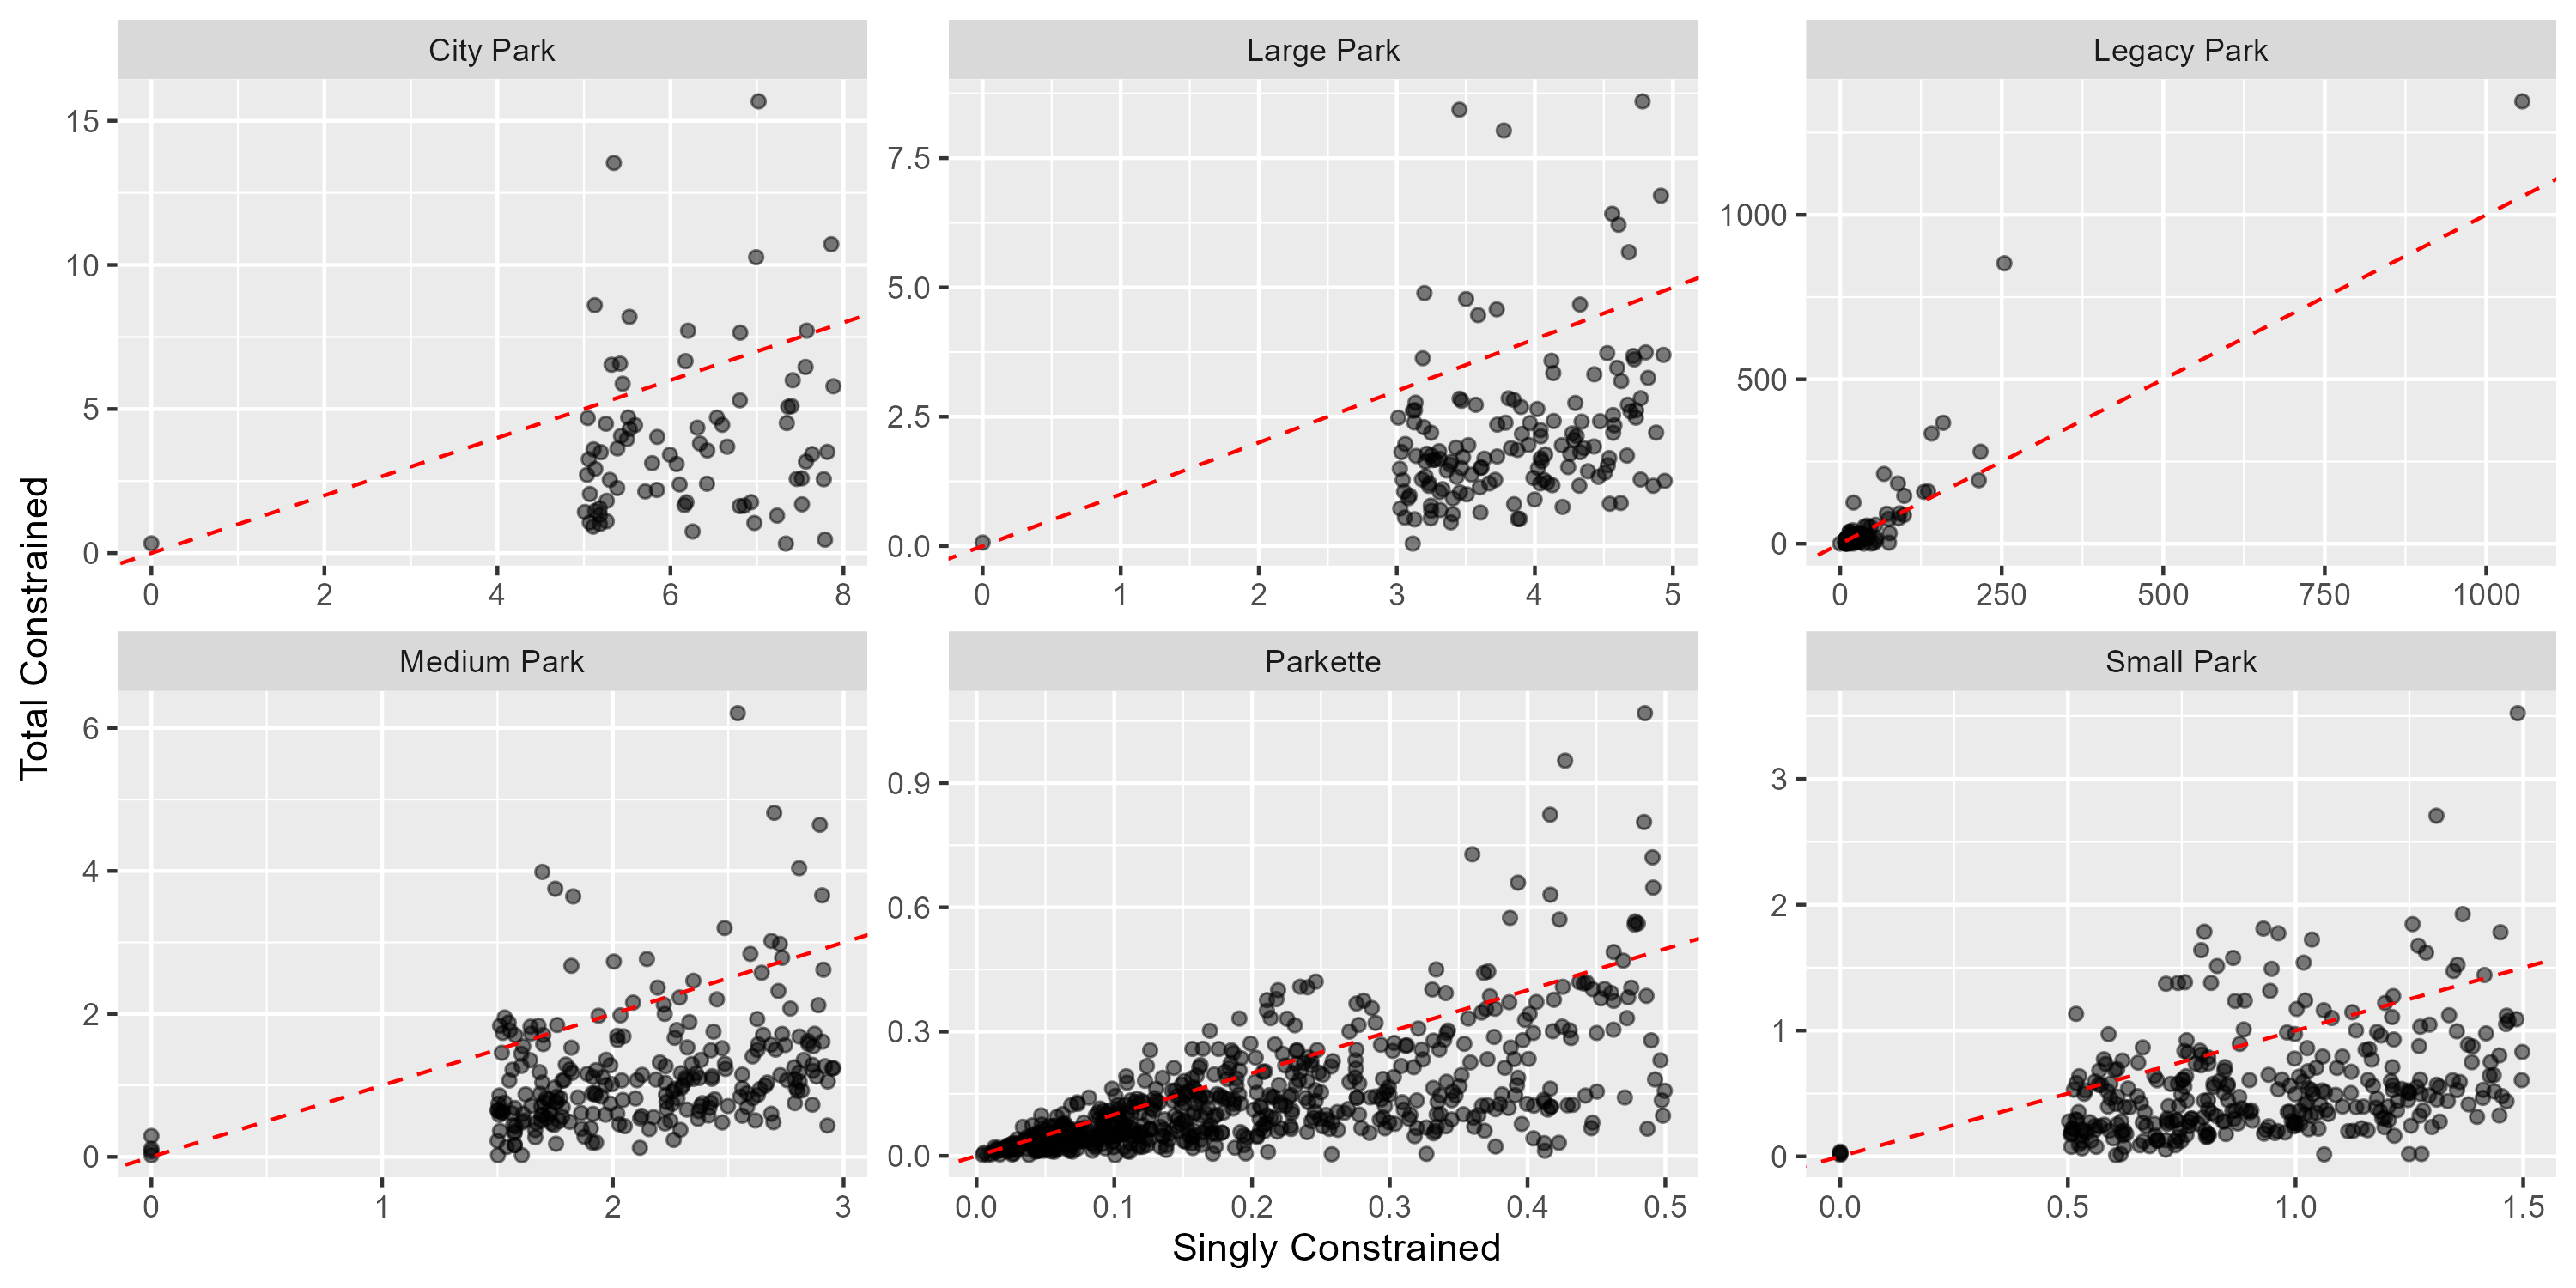 City Park
Large Park
Legacy Park
15
10
5
0
0 2 4 6 8
7.5
5.0
2.5
0.0
0 1 2 3 4 5
1000
500
0
0 250 500 750 1000
Total Constrained
Medium Park
Parkette
Small Park
6
4
2
0
0 1 2 3
0.9
0.6
0.3
0.0
0.0 0.1 0.2 0.3 0.4 0.5
3
2
1
0
0.0 0.5 1.0 1.5
Singly Constrained